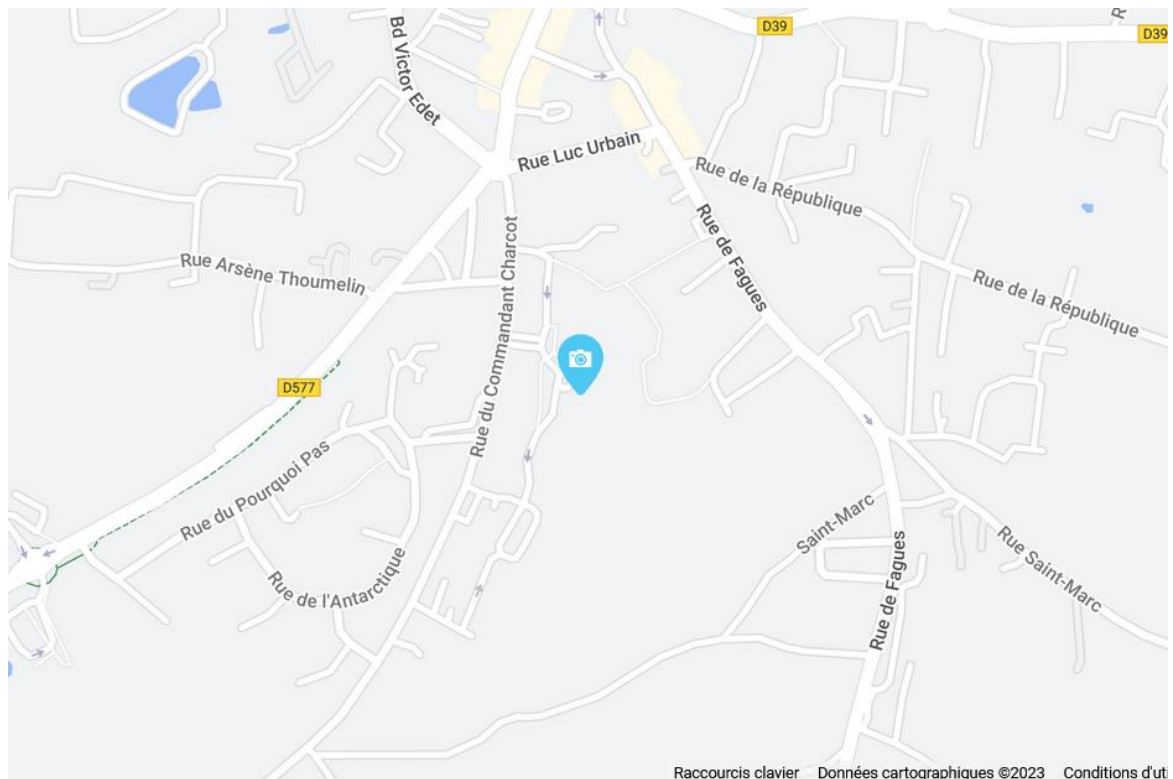 D39
D39
R
Bd Victor Edet
Rue Luc Urbain
Rue de la République
Rue de Fagues
Rue du Commandant Charcot
Rue Arsène Thoumelin
Rue de la République
D577
Rue du Pourquoi Pas
Saint-Marc
Rue de l'Antarctique
Rue de Fagues
Rue Saint-Marc
Raccourcis clavier Données cartographiques ©2023 Conditions d'uti